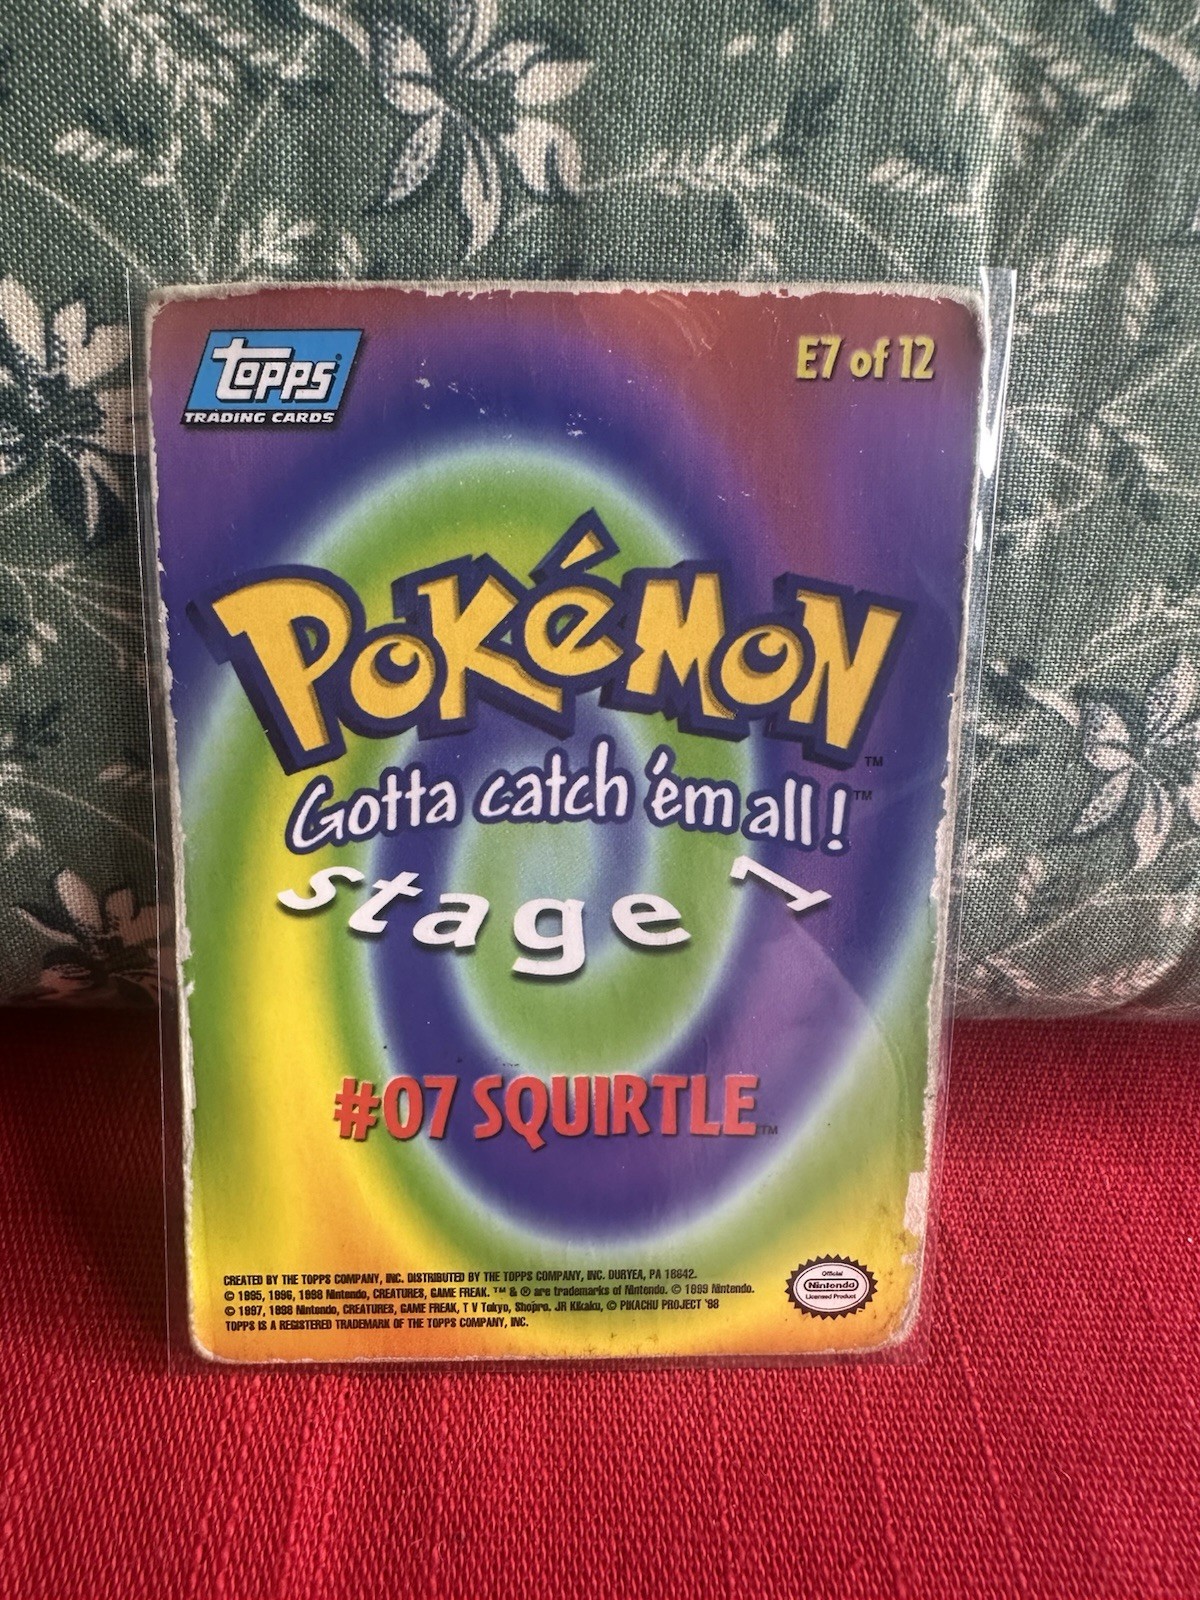 topps
TRADING CARDS
E7 of 12
POKéMON™
Gotta catch 'em all!™
stage 1
#07 SQUIRTLE™
CREATED BY THE TOPPS COMPANY, INC. DISTRIBUTED BY THE TOPPS COMPANY, INC. DURYEA, PA 18642.
© 1995, 1996, 1998 Nintendo, CREATURES, GAME FREAK. ™ & ® are trademarks of Nintendo. © 1999 Nintendo.
© 1997, 1998 Nintendo, CREATURES, GAME FREAK, T V Tokyo, Shopro. JR Kikaku, © PIKACHU PROJECT '98
TOPPS IS A REGISTERED TRADEMARK OF THE TOPPS COMPANY, INC.
Official
Nintendo
Licensed Product